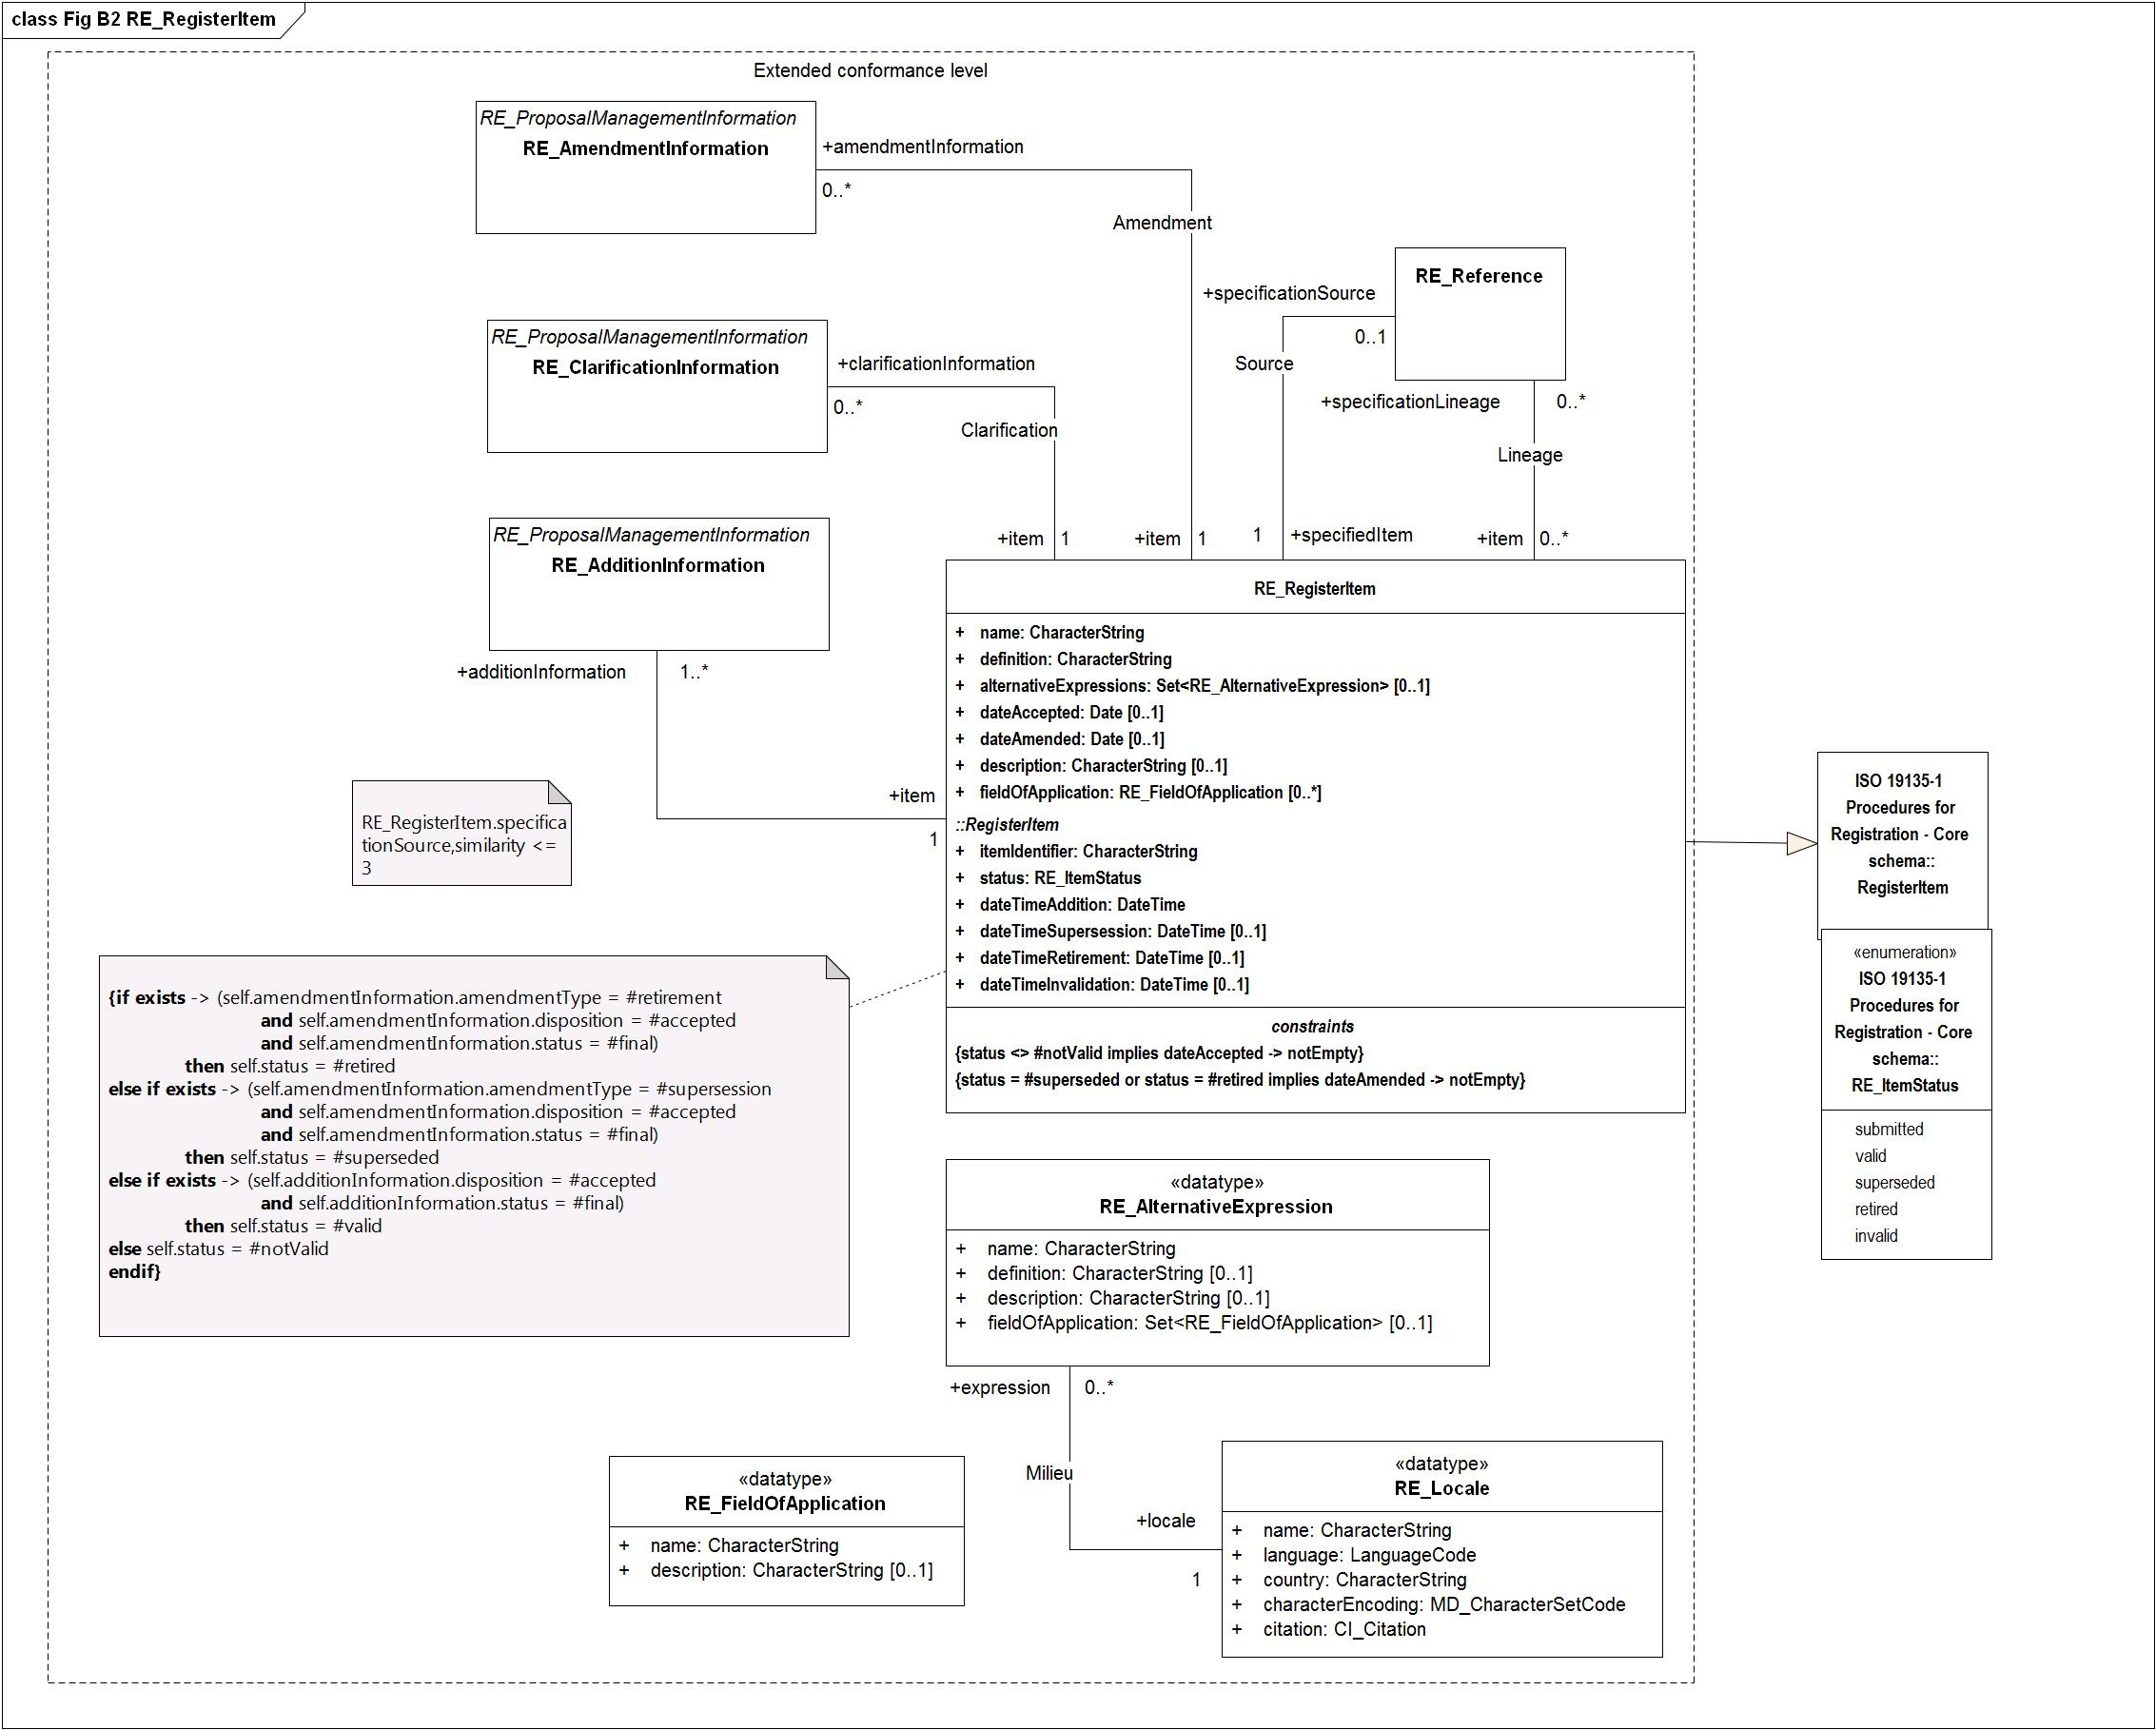 class Fig B2 RE_RegisterItem
Extended conformance level
RE_ProposalManagementInformation
RE_AmendmentInformation
+amendmentInformation
0..*
Amendment
RE_Reference
+specificationSource
0..1
Source
RE_ProposalManagementInformation
RE_ClarificationInformation
+clarificationInformation
0..*
Clarification
+specificationLineage
0..*
Lineage
RE_ProposalManagementInformation
RE_AdditionInformation
+additionInformation
1..*
+item
1
+item
1
1
+specifiedItem
+item
0..*
RE_RegisterItem
+ name: CharacterString
+ definition: CharacterString
+ alternativeExpressions: Set<RE_AlternativeExpression> [0..1]
+ dateAccepted: Date [0..1]
+ dateAmended: Date [0..1]
+ description: CharacterString [0..1]
+ fieldOfApplication: RE_FieldOfApplication [0..*]
::RegisterItem
+ itemIdentifier: CharacterString
+ status: RE_ItemStatus
+ dateTimeAddition: DateTime
+ dateTimeSupersession: DateTime [0..1]
+ dateTimeRetirement: DateTime [0..1]
+ dateTimeInvalidation: DateTime [0..1]
constraints
{status <> #notValid implies dateAccepted -> notEmpty}
{status = #superseded or status = #retired implies dateAmended -> notEmpty}
+item
1
RE_RegisterItem.specifica
tionSource,similarity <=
3
ISO 19135-1
Procedures for
Registration - Core
schema::
RegisterItem
«enumeration»
ISO 19135-1
Procedures for
Registration - Core
schema::
RE_ItemStatus
submitted
valid
superseded
retired
invalid
{if exists -> (self.amendmentInformation.amendmentType = #retirement
and self.amendmentInformation.disposition = #accepted
and self.amendmentInformation.status = #final)
then self.status = #retired
else if exists -> (self.amendmentInformation.amendmentType = #supersession
and self.amendmentInformation.disposition = #accepted
and self.amendmentInformation.status = #final)
then self.status = #superseded
else if exists -> (self.additionInformation.disposition = #accepted
and self.additionInformation.status = #final)
then self.status = #valid
else self.status = #notValid
endif}
«datatype»
RE_AlternativeExpression
+ name: CharacterString
+ definition: CharacterString [0..1]
+ description: CharacterString [0..1]
+ fieldOfApplication: Set<RE_FieldOfApplication> [0..1]
+expression
0..*
Milieu
+locale
1
«datatype»
RE_FieldOfApplication
+ name: CharacterString
+ description: CharacterString [0..1]
«datatype»
RE_Locale
+ name: CharacterString
+ language: LanguageCode
+ country: CharacterString
+ characterEncoding: MD_CharacterSetCode
+ citation: CI_Citation